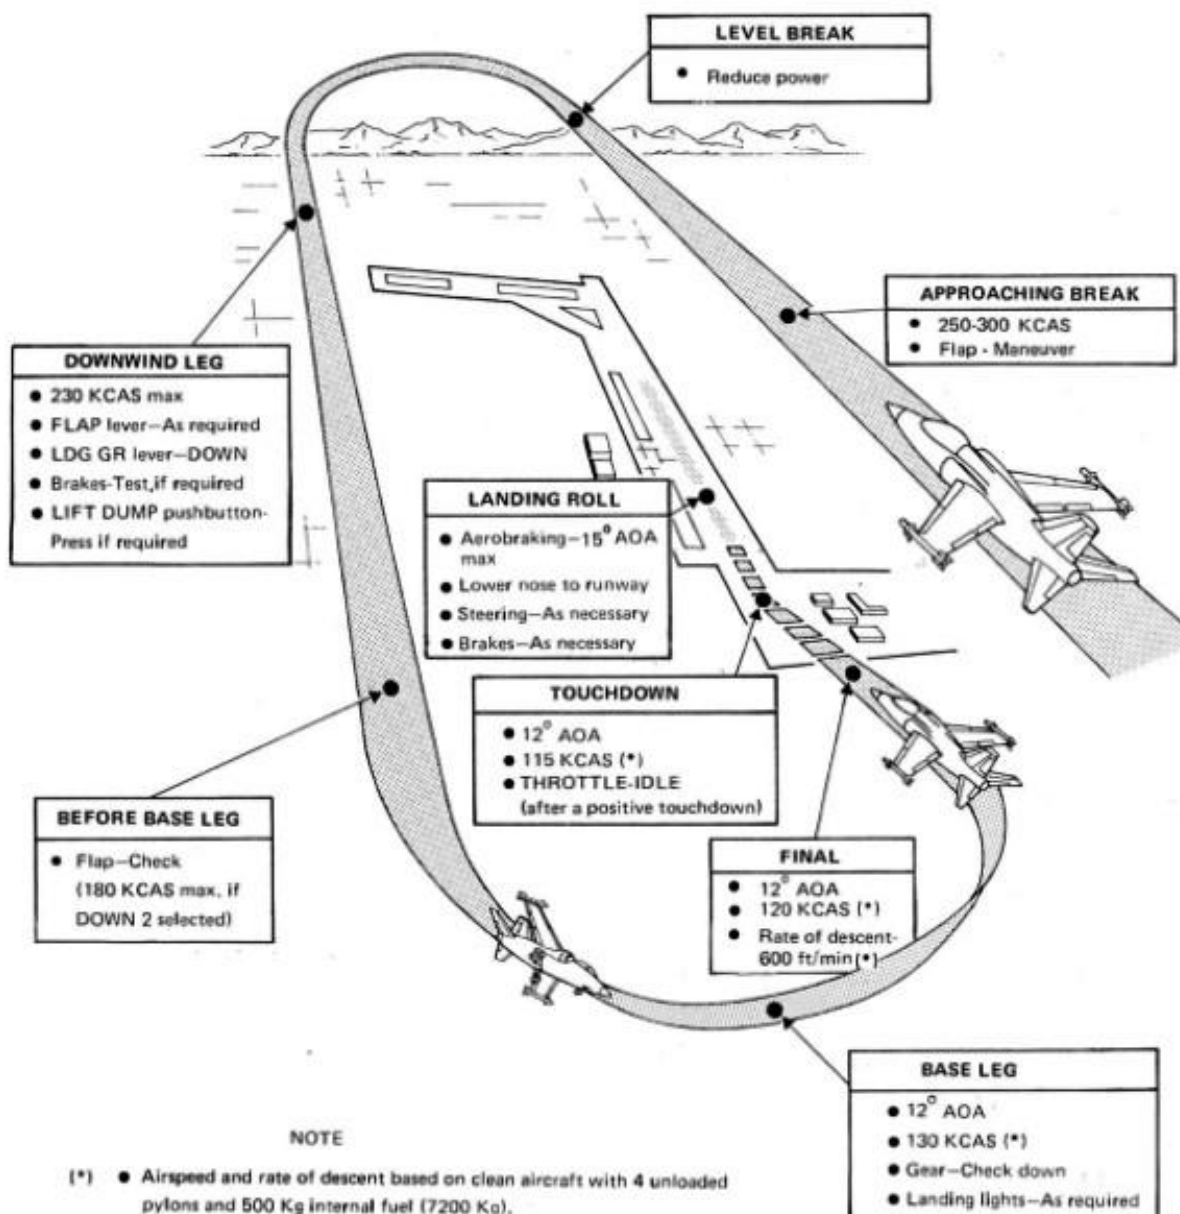 LEVEL BREAK
● Reduce power
APPROACHING BREAK
● 250-300 KCAS
● Flap - Maneuver
DOWNWIND LEG
● 230 KCAS max
● FLAP lever—As required
● LDG GR lever—DOWN
● Brakes-Test,if required
● LIFT DUMP pushbutton-
Press if required
LANDING ROLL
● Aerobraking—15° AOA
max
● Lower nose to runway
● Steering—As necessary
● Brakes—As necessary
TOUCHDOWN
● 12° AOA
● 115 KCAS (*)
● THROTTLE-IDLE
(after a positive touchdown)
BEFORE BASE LEG
● Flap—Check
(180 KCAS max, if
DOWN 2 selected)
FINAL
● 12° AOA
● 120 KCAS (*)
● Rate of descent-
600 ft/min(*)
BASE LEG
● 12° AOA
● 130 KCAS (*)
● Gear—Check down
● Landing lights—As required
NOTE
(*) ● Airspeed and rate of descent based on clean aircraft with 4 unloaded
pylons and 500 Kg internal fuel (7200 Kg).